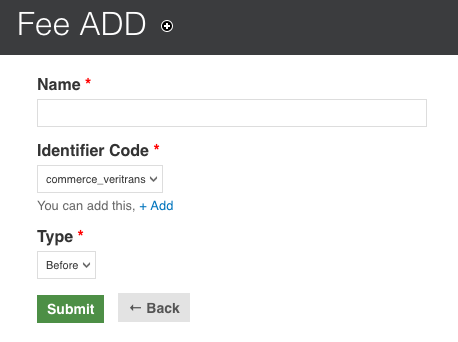 Fee ADD
Name *
Identifier Code *
commerce_veritrans
You can add this, + Add
Type *
Before
Submit ← Back